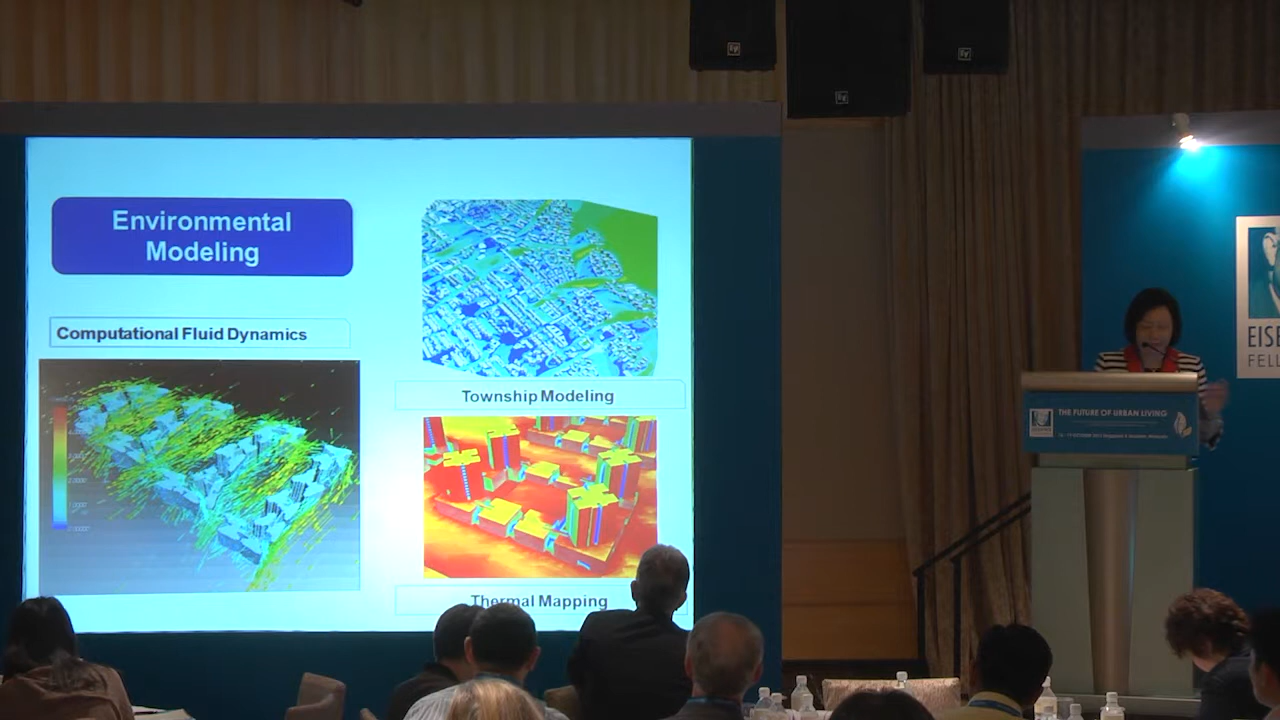 Environmental
Modeling
Computational Fluid Dynamics
Township Modeling
Thermal Mapping
THE FUTURE OF URBAN LIVING
EISE
FELL